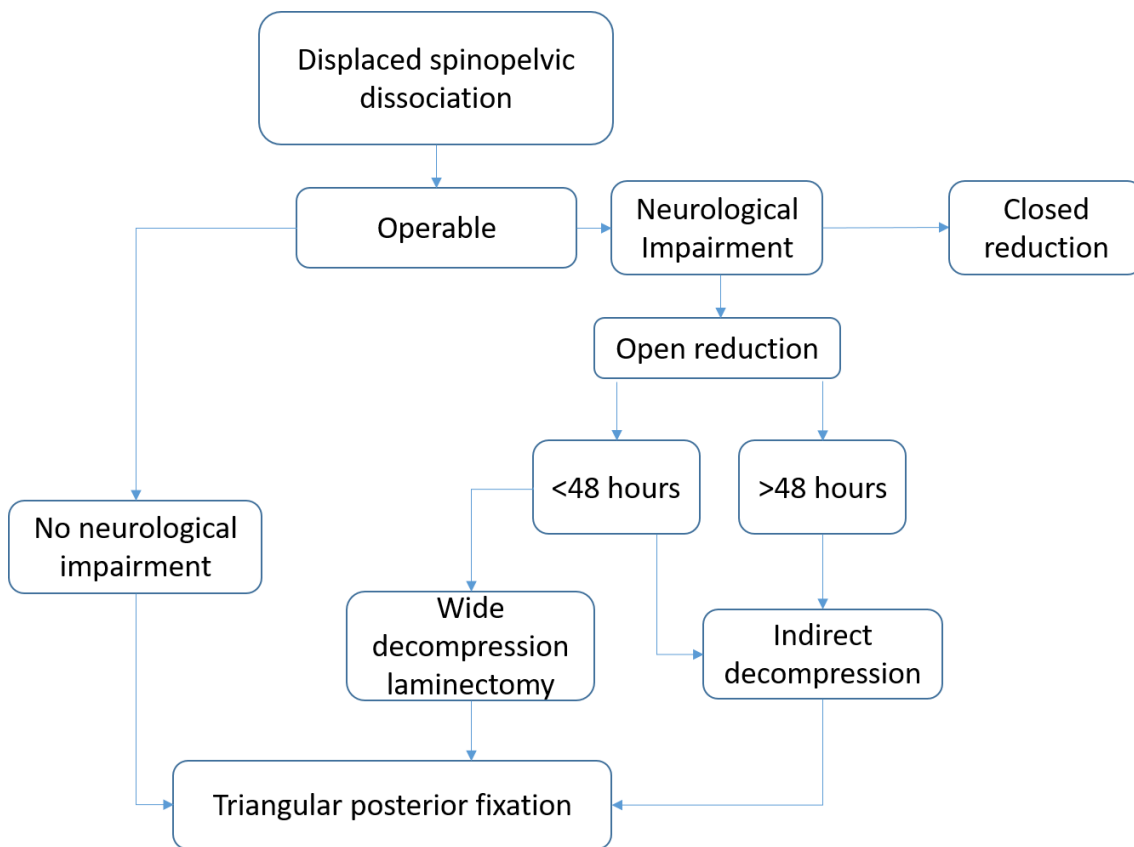 Displaced spinopelvic
dissociation
Operable
Neurological
Impairment
Closed
reduction
Open reduction
<48 hours
>48 hours
No neurological
impairment
Wide
decompression
laminectomy
Indirect
decompression
Triangular posterior fixation